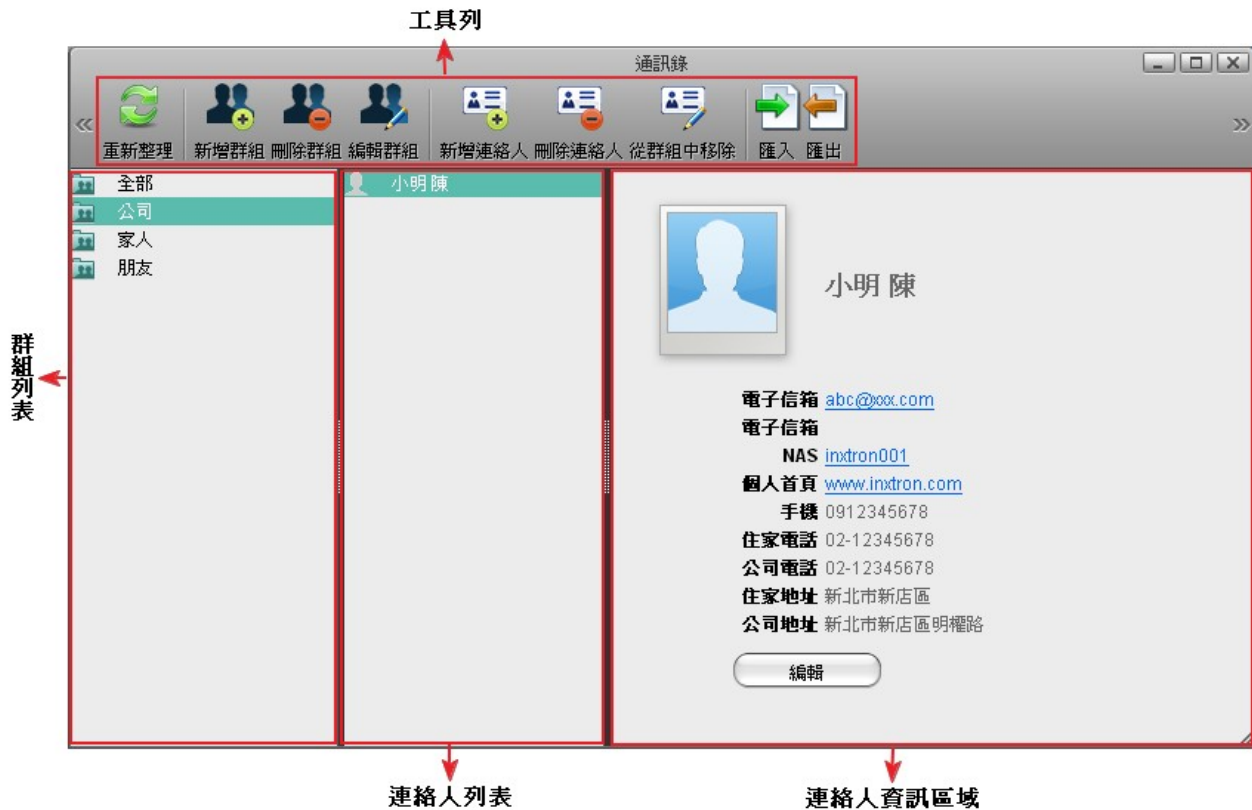 工具列
通訊錄
重新整理 新增群組 刪除群組 編輯群組 新增連絡人 刪除連絡人 從群組中移除 匯入 匯出
全部
公司
家人
朋友
小明 陳
小明 陳
電子信箱 abc@xxx.com
電子信箱
NAS inxtron001
個人首頁 www.inxtron.com
手機 0912345678
住家電話 02-12345678
公司電話 02-12345678
住家地址 新北市新店區
公司地址 新北市新店區明權路
編輯
群組列表
連絡人列表
連絡人資訊區域